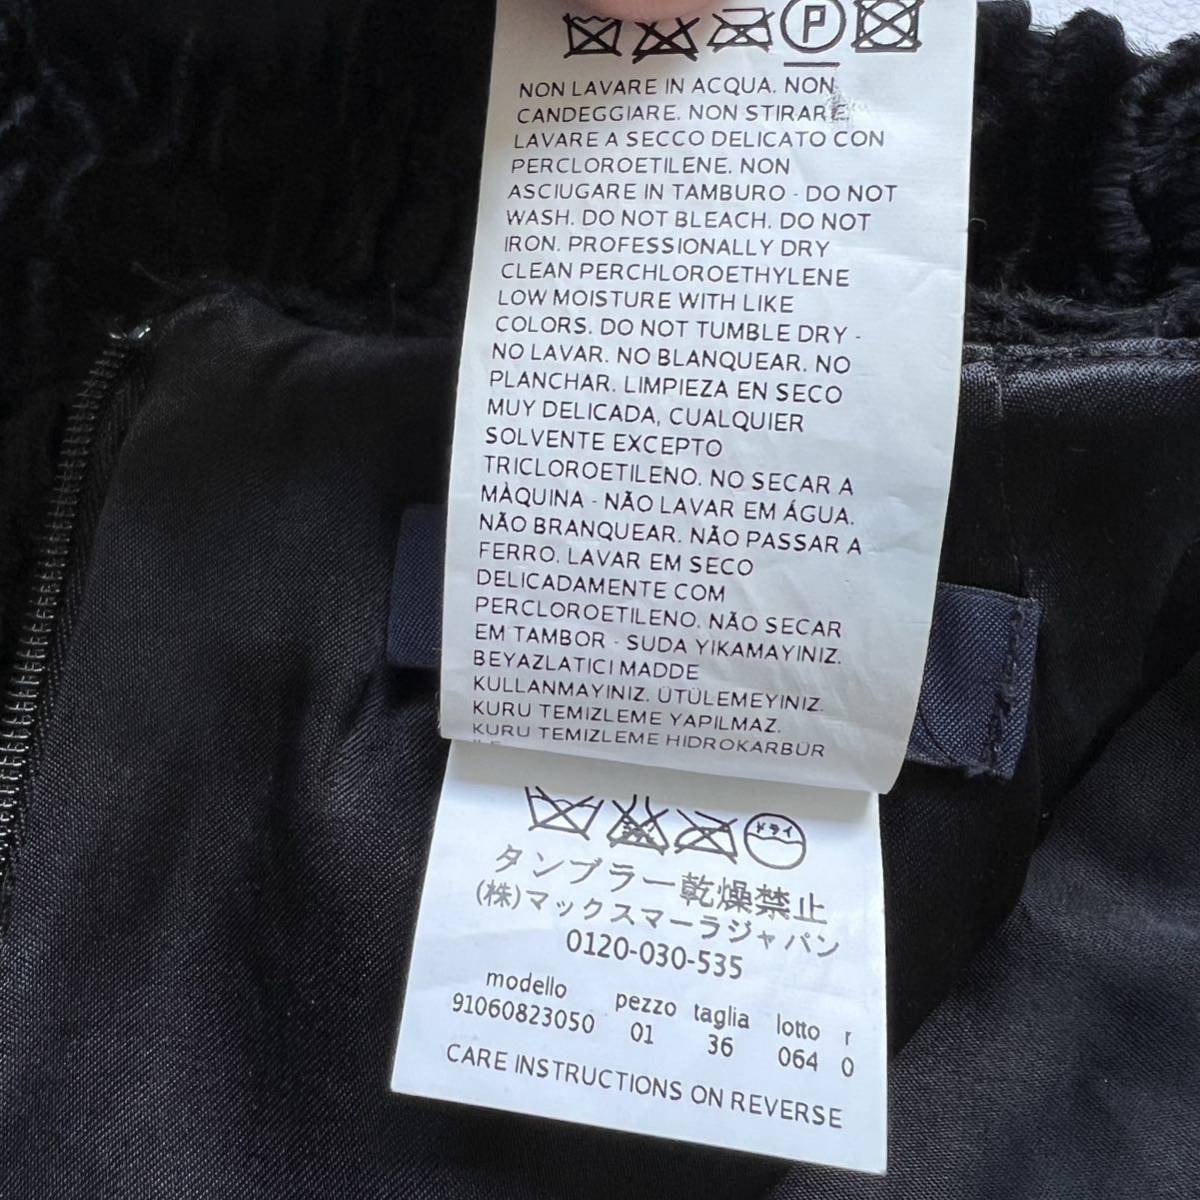 P
NON LAVARE IN ACQUA. NON
CANDEGGIARE. NON STIRARE.
LAVARE A SECCO DELICATO CON
PERCLOROETILENE. NON
ASCIUGARE IN TAMBURO - DO NOT
WASH. DO NOT BLEACH. DO NOT
IRON. PROFESSIONALLY DRY
CLEAN PERCHLOROETHYLENE
LOW MOISTURE WITH LIKE
COLORS. DO NOT TUMBLE DRY -
NO LAVAR. NO BLANQUEAR. NO
PLANCHAR. LIMPIEZA EN SECO
MUY DELICADA, CUALQUIER
SOLVENTE EXCEPTO
TRICLOROETILENO. NO SECAR A
MÀQUINA - NÃO LAVAR EM ÁGUA.
NÃO BRANQUEAR. NÃO PASSAR A
FERRO. LAVAR EM SECO
DELICADAMENTE COM
PERCLOROETILENO. NÃO SECAR
EM TAMBOR - SUDA YIKAMAYINIZ.
BEYAZLATICI MADDE
KULLANMAYINIZ. ÜTÜLEMEYINIZ.
KURU TEMIZLEME YAPILMAZ.
KURU TEMIZLEME HIDROKARBÜR
ドライ
タンブラー乾燥禁止
(株)マックスマーラジャパン
0120-030-535
modello pezzo taglia lotto r
91060823050 01 36 064 0
CARE INSTRUCTIONS ON REVERSE